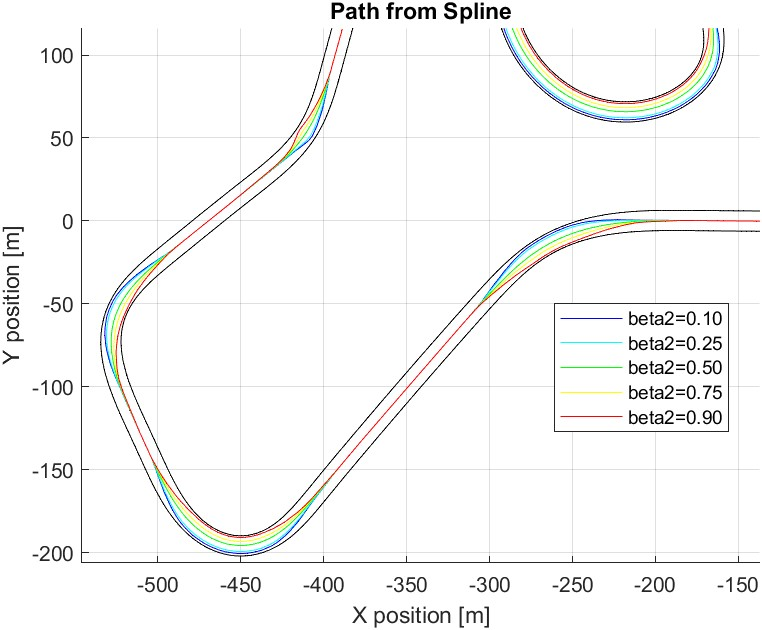 Path from Spline
100
50
0
-50
-100
-150
-200
Y position [m]
beta2=0.10
beta2=0.25
beta2=0.50
beta2=0.75
beta2=0.90
-500
-450
-400
-350
-300
-250
-200
-150
X position [m]